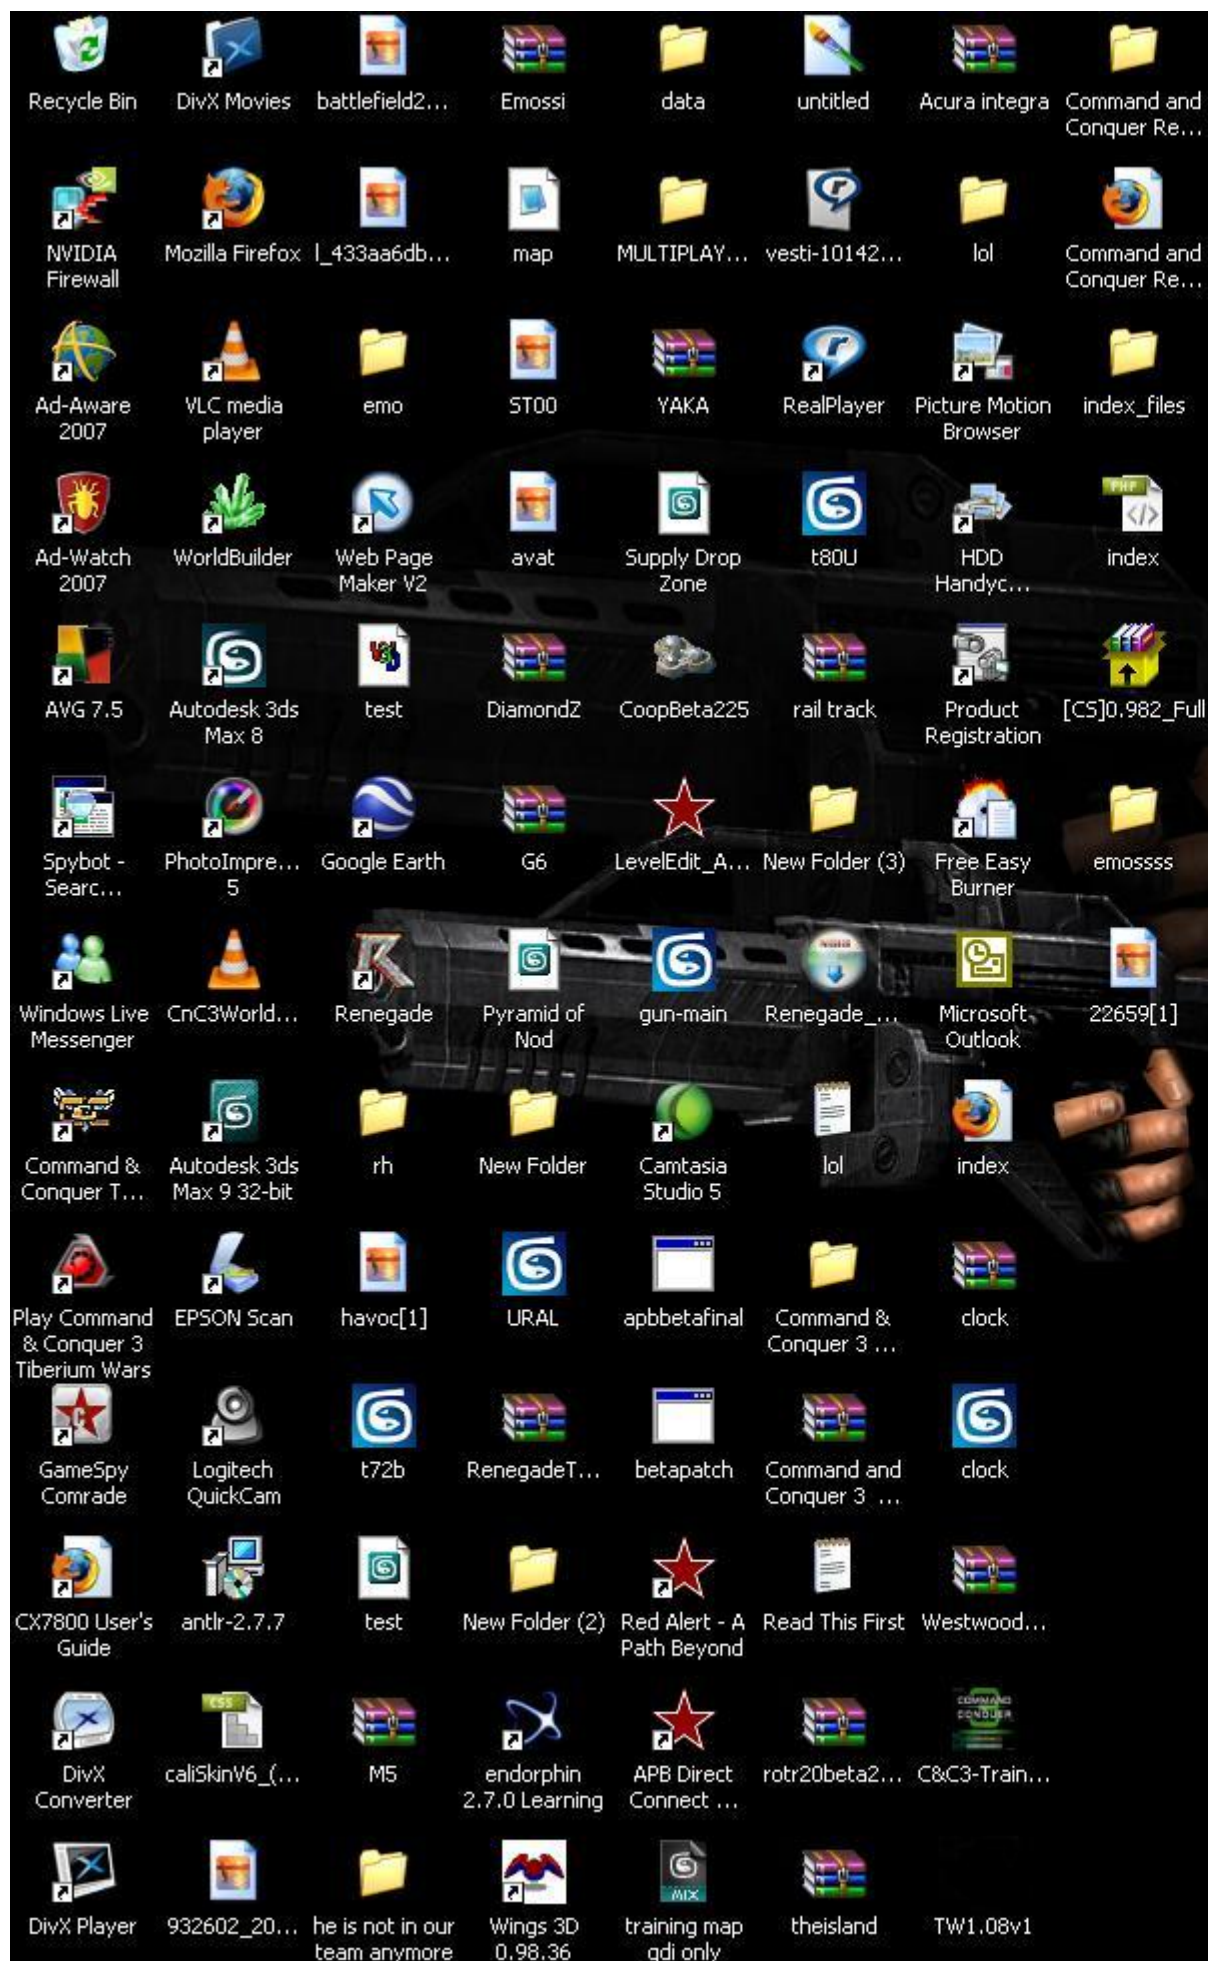 Recycle Bin
DivX Movies
battlefield2...
Emossi
data
untitled
Acura integra
Command and
Conquer Re...
NVIDIA
Firewall
Mozilla Firefox
l_433aa6db...
map
MULTIPLAY...
vesti-10142...
lol
Command and
Conquer Re...
Ad-Aware
2007
VLC media
player
emo
ST00
YAKA
RealPlayer
Picture Motion
Browser
index_files
Ad-Watch
2007
WorldBuilder
Web Page
Maker V2
avat
Supply Drop
Zone
t80U
HDD
Handyc...
PHP
index
AVG 7.5
Autodesk 3ds
Max 8
test
DiamondZ
CoopBeta225
rail track
Product
Registration
[CS]0.982_Full
Spybot -
Searc...
PhotoImpre...
5
Google Earth
G6
LevelEdit_A...
New Folder (3)
Free Easy
Burner
emossss
Windows Live
Messenger
CnC3World...
Renegade
Pyramid of
Nod
gun-main
Renegade_...
Microsoft
Outlook
22659[1]
Command &
Conquer T...
Autodesk 3ds
Max 9 32-bit
rh
New Folder
Camtasia
Studio 5
lol
index
Play Command
& Conquer 3
Tiberium Wars
EPSON Scan
havoc[1]
URAL
apbbetafinal
Command &
Conquer 3 ...
clock
GameSpy
Comrade
Logitech
QuickCam
t72b
RenegadeT...
betapatch
Command and
Conquer 3 ...
clock
CX7800 User's
Guide
antlr-2.7.7
test
New Folder (2)
Red Alert - A
Path Beyond
Read This First
Westwood...
DivX
Converter
CSS
caliSkinV6_(...
M5
endorphin
2.7.0 Learning
APB Direct
Connect ...
rotr20beta2...
COMMAND
CONQUER
3
C&C3-Train...
DivX Player
932602_20...
he is not in our
team anymore
Wings 3D
0.98.36
MIX
training map
gdi only
theisland
TW1.08v1